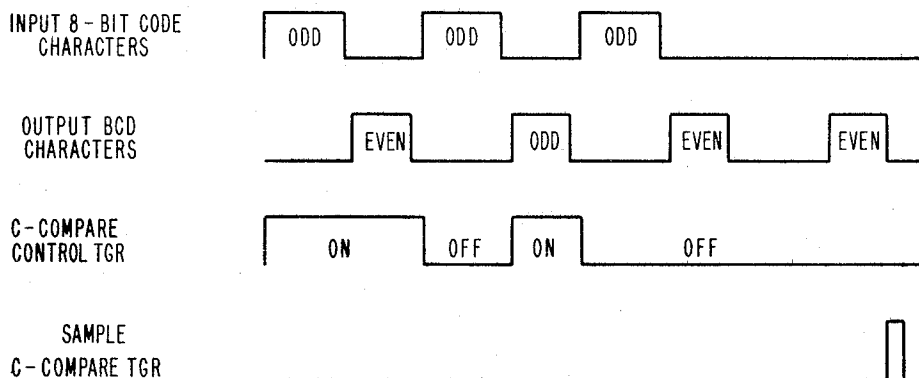 INPUT 8-BIT CODE
CHARACTERS
ODD
ODD
ODD
OUTPUT BCD
CHARACTERS
EVEN
ODD
EVEN
EVEN
C-COMPARE
CONTROL TGR
ON
OFF
ON
OFF
SAMPLE
C-COMPARE TGR